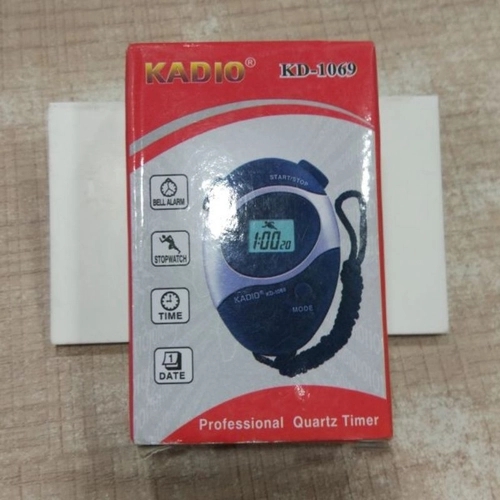 KADIO® KD-1069
START/STOP
BELL ALARM
1:00 20
STOPWATCH
KADIO® KD-1069
MODE
TIME
1
DATE
Professional Quartz Timer